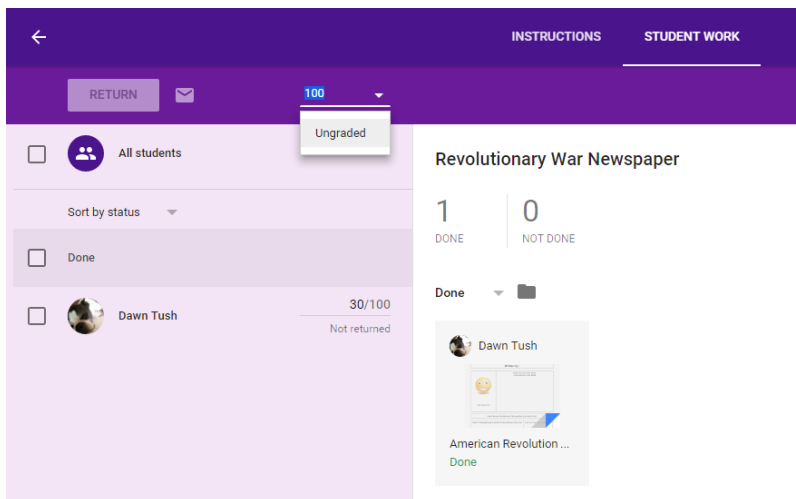 INSTRUCTIONS STUDENT WORK
RETURN 100
Ungraded
All students
Sort by status
Done
Dawn Tush 30/100
Not returned
Revolutionary War Newspaper
1 0
DONE NOT DONE
Done
Dawn Tush
American Revolution ...
Done